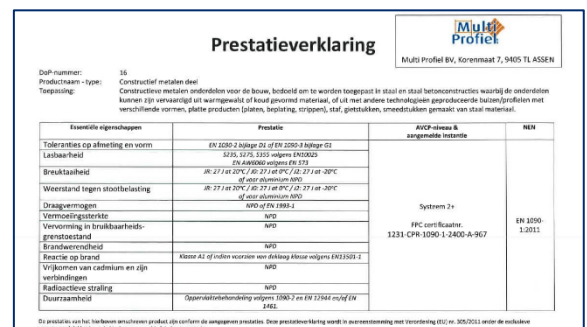 Multi
Profiel
Prestatieverklaring
Multi Profiel BV, Korenmaat 7, 9405 TL ASSEN
DoP-nummer: 16
Productnaam - type: Constructief metalen deel
Toepassing: Constructieve metalen onderdelen voor de bouw, bedoeld om te worden toegepast in staal en staal betonconstructies waarbij de onderdelen
kunnen zijn vervaardigd uit warmgewalst of koud gevormd materiaal, of uit met andere technologieën geproduceerde buizen/profielen met
verschillende vormen, platte producten (platen, beplating, strippen), staf, gietstukken, smeedstukken gemaakt van staal materiaal.
Essentiële eigenschappen Prestatie AVCP-niveau & aangemelde instantie NEN
Toleranties op afmeting en vorm EN 1090-2 bijlage D1 of EN 1090-3 bijlage G1
Lasbaarheid S235, S275, S355 volgens EN10025
EN AW6060 volgens EN 573
Breuktaaiheid JR: 27 J at 20°C / J0: 27 J at 0°C / J2: 27 J at -20°C
of voor aluminium NPD
Weerstand tegen stootbelasting JR: 27 J at 20°C / J0: 27 J at 0°C / J2: 27 J at -20°C
of voor aluminium NPD
Draagvermogen NPD of EN 1993-1
Vermoeiingssterkte NPD
Vervorming in bruikbaarheids-
grenstoestand NPD
Brandwerendheid NPD
Reactie op brand Klasse A1 of indien voorzien van deklaag klasse volgens EN13501-1
Vrijkomen van cadmium en zijn
verbindingen NPD
Radioactieve straling NPD
Duurzaamheid Oppervlaktebehandeling volgens 1090-2 en EN 12944 en/of EN
1461.
Systeem 2+
FPC certificaatnr.
1231-CPR-1090-1-2400-A-967
EN 1090-
1:2011
De prestaties van het hierboven omschreven product zijn conform de aangegeven prestaties. Deze prestatieverklaring wordt in overeenstemming met Verordening (EU) nr. 305/2011 onder de exclusieve